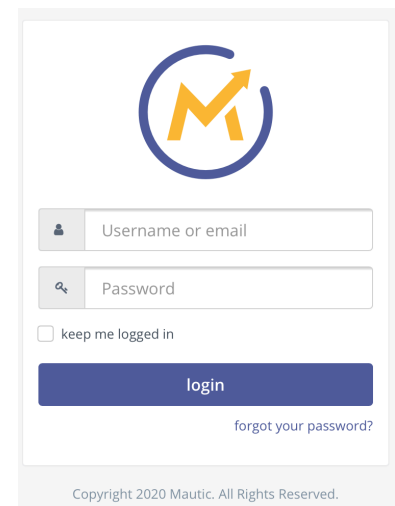 Username or email
Password
keep me logged in
login
forgot your password?
Copyright 2020 Mautic. All Rights Reserved.